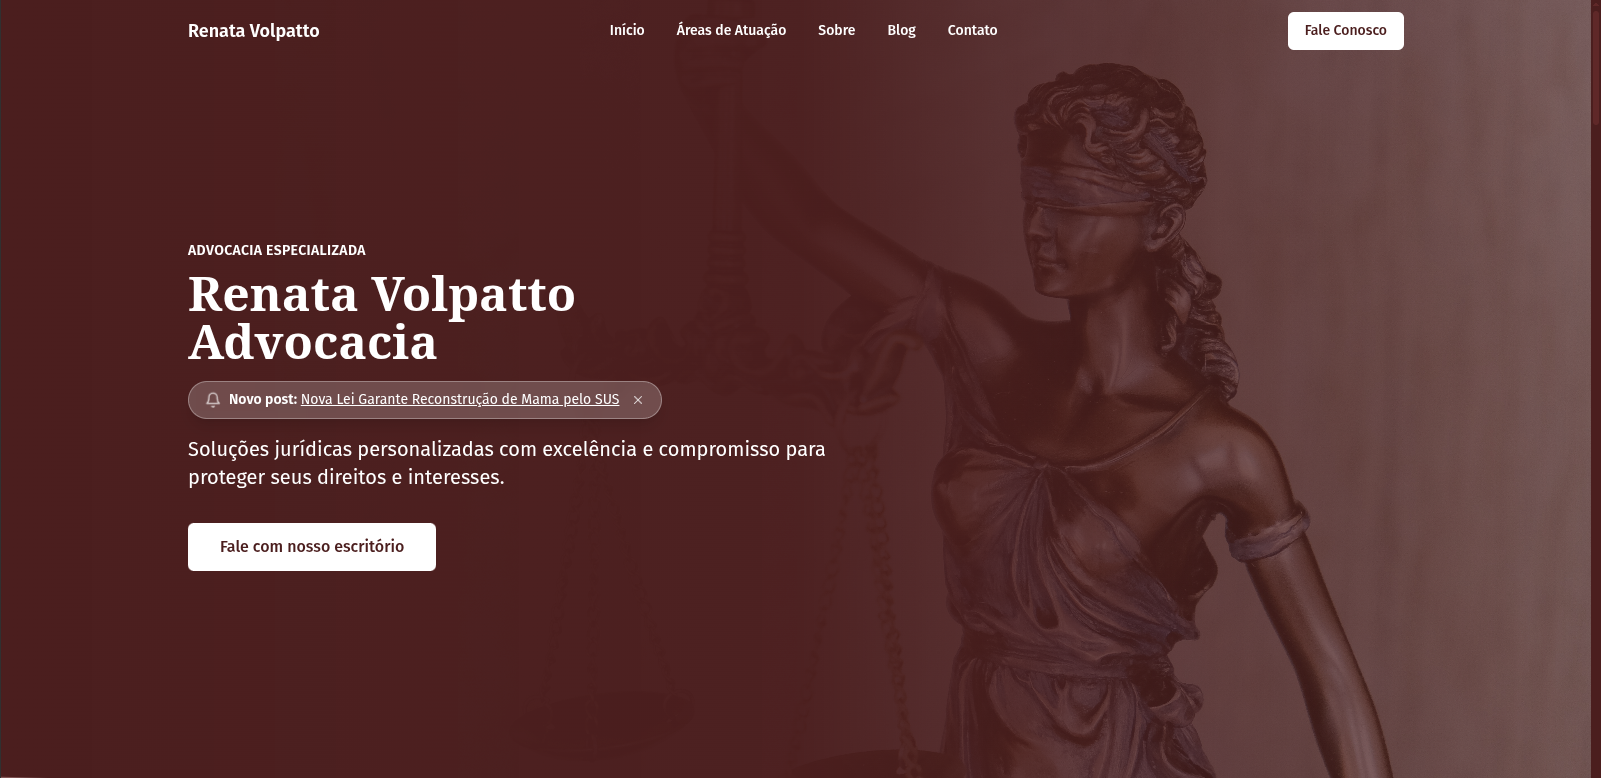 Renata Volpatto
Início
Áreas de Atuação
Sobre
Blog
Contato
Fale Conosco
ADVOCACIA ESPECIALIZADA
Renata Volpatto
Advocacia
Novo post: Nova Lei Garante Reconstrução de Mama pelo SUS
Soluções jurídicas personalizadas com excelência e compromisso para
proteger seus direitos e interesses.
Fale com nosso escritório